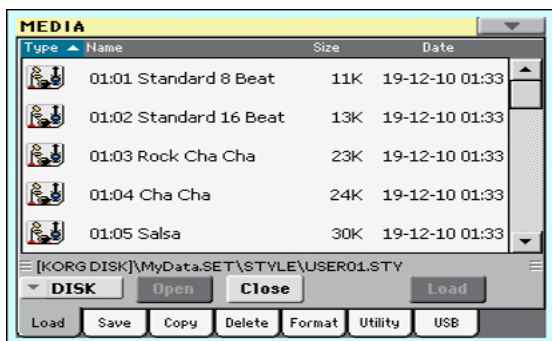 MEDIA
Type Name Size Date
01:01 Standard 8 Beat 11K 19-12-10 01:33
01:02 Standard 16 Beat 13K 19-12-10 01:33
01:03 Rock Cha Cha 23K 19-12-10 01:33
01:04 Cha Cha 24K 19-12-10 01:33
01:05 Salsa 30K 19-12-10 01:33
[KORG DISK]\MyData.SET\STYLE\USER01.STY
DISK Open Close Load
Load Save Copy Delete Format Utility USB